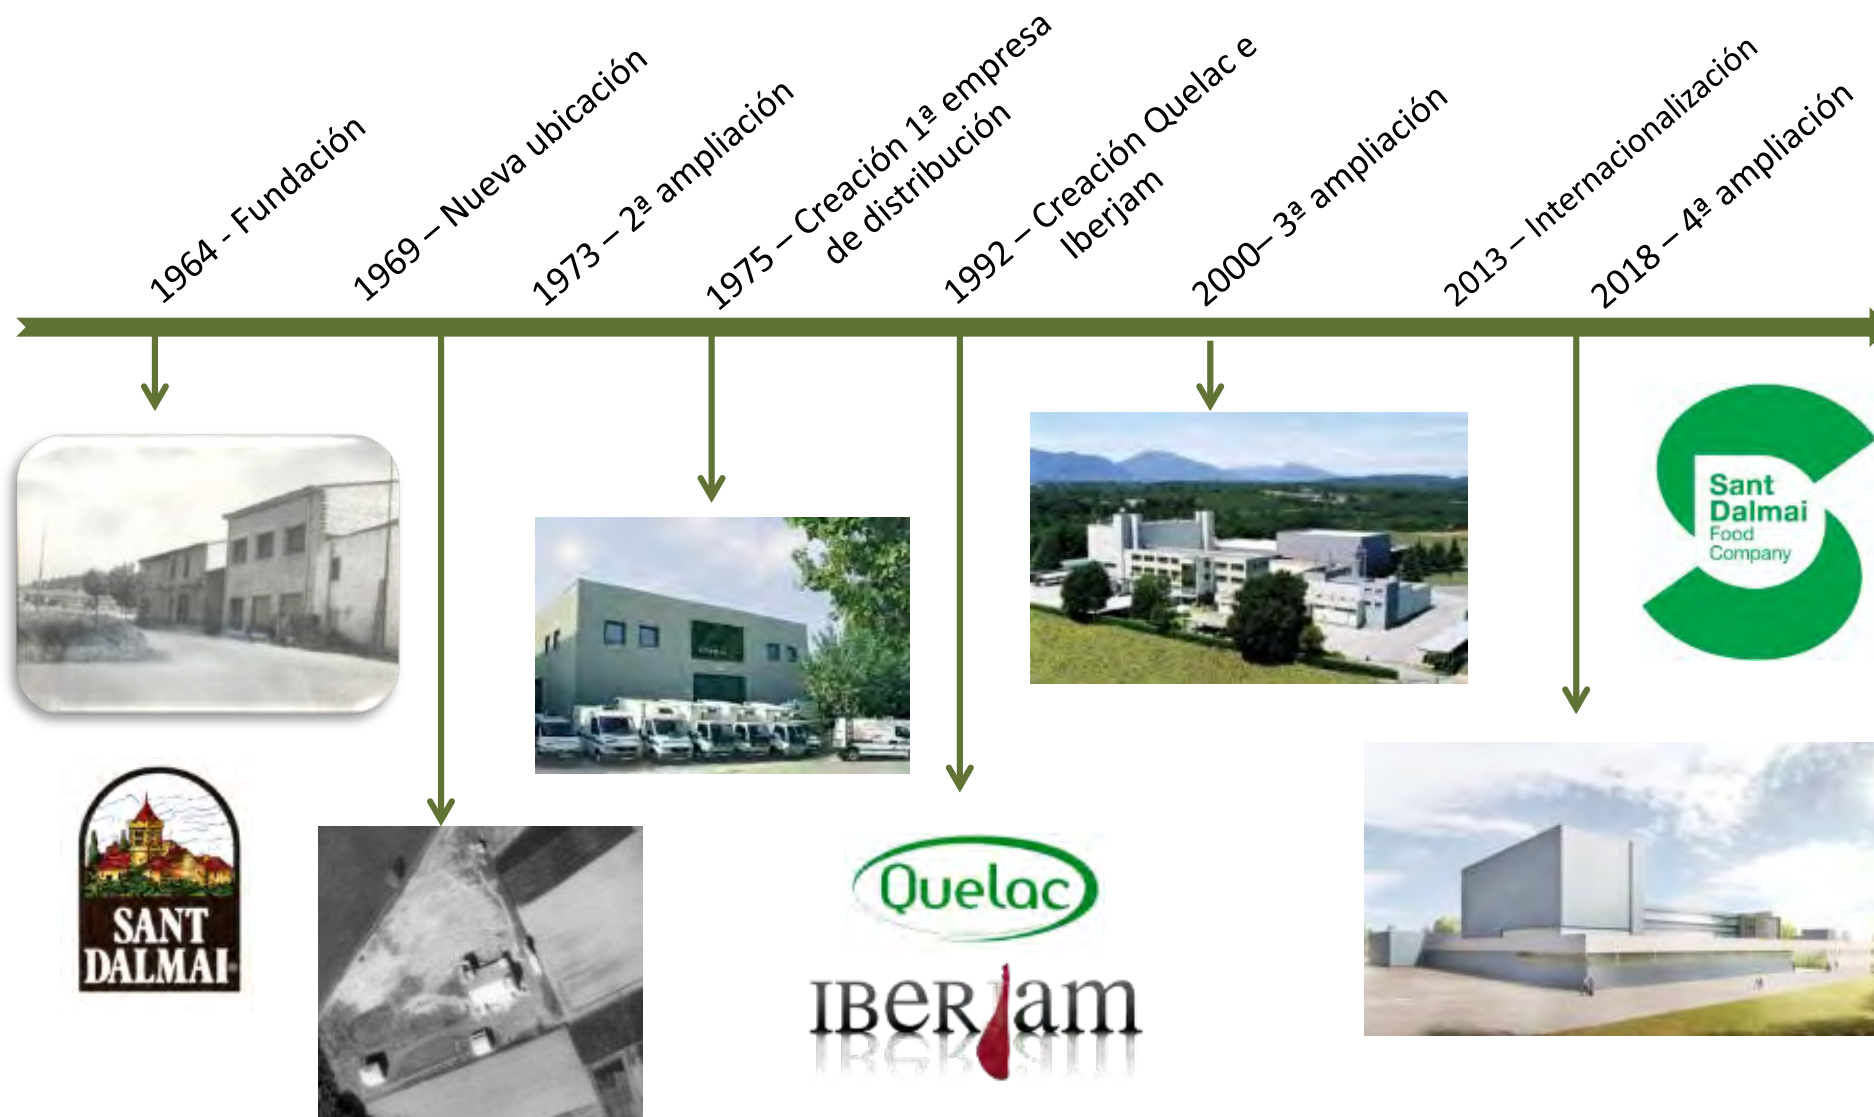 1964 - Fundación
1969 – Nueva ubicación
1973 – 2ª ampliación
1975 – Creación 1ª empresa
de distribución
1992 – Creación Quelac e
Iberjam
2000– 3ª ampliación
2013 – Internacionalización
2018 – 4ª ampliación
Sant
Dalmai
Food
Company
SANT
DALMAI
Quelac
IBERJam